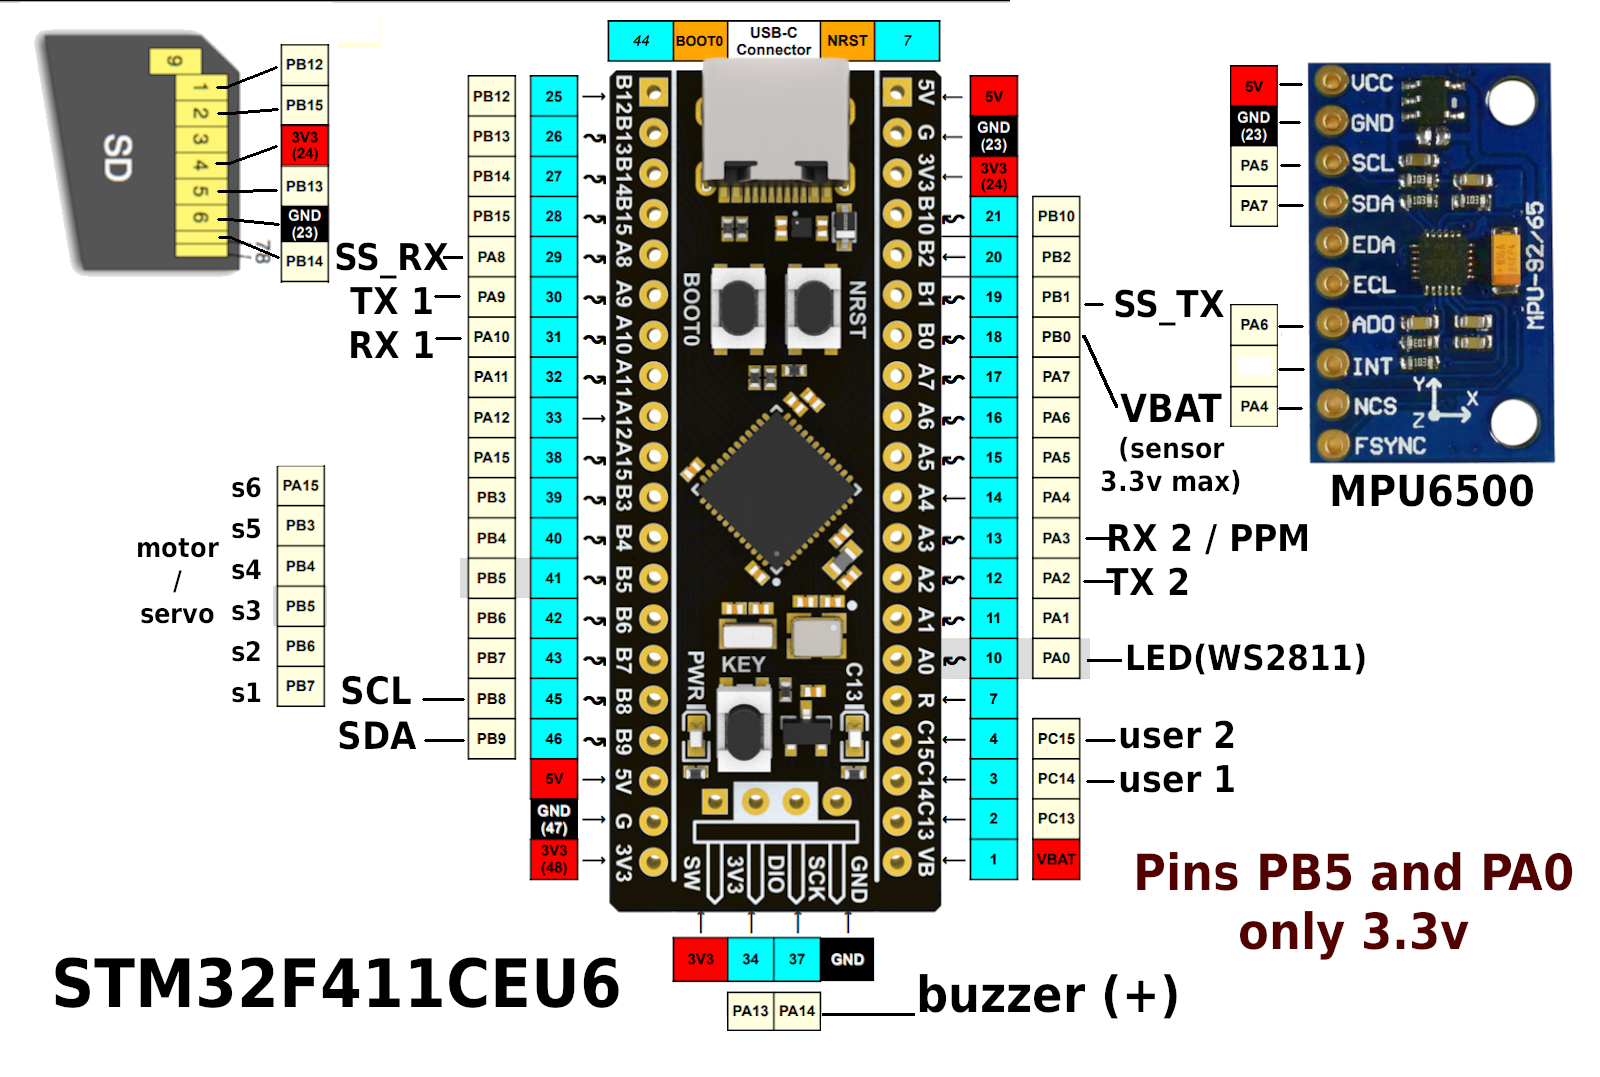 44 BOOT0 USB-C Connector NRST 7
SD
9
1
2
3
4
5
6
78
PB12
PB15
3V3 (24)
PB13
GND (23)
PB14
SS_RX
TX 1
RX 1
motor
/
servo
s6 PA15
s5 PB3
s4 PB4
s3 PB5
s2 PB6
s1 PB7
SCL
SDA
PB12 25 B12
PB13 26 B13
PB14 27 B14
PB15 28 B15
PA8 29 A8
PA9 30 A9
PA10 31 A10
PA11 32 A11
PA12 33 A12
PA15 38 A15
PB3 39 B3
PB4 40 B4
PB5 41 B5
PB6 42 B6
PB7 43 B7
PB8 45 B8
PB9 46 B9
5V 5V
GND (47) G
3V3 (48) 3V3
BOOT0
NRST
PWR
KEY
C13
SW
3V3
DIO
SCK
GND
5V 5V
G GND (23)
3V3 3V3 (24)
B10 21 PB10
B2 20 PB2
B1 19 PB1
B0 18 PB0
A7 17 PA7
A6 16 PA6
A5 15 PA5
A4 14 PA4
A3 13 PA3
A2 12 PA2
A1 11 PA1
A0 10 PA0
R 7
C15 4 PC15
C14 3 PC14
C13 2 PC13
VB 1 VBAT
SS_TX
VBAT
(sensor
3.3v max)
RX 2 / PPM
TX 2
LED(WS2811)
user 2
user 1
5V VCC
GND (23) GND
PA5 SCL
PA7 SDA
EDA
ECL
PA6 ADO
INT
PA4 NCS
FSYNC
MPU-92/65
Y
X
Z
MPU6500
Pins PB5 and PA0
only 3.3v
3V3 34 37 GND
PA13 PA14
buzzer (+)
STM32F411CEU6